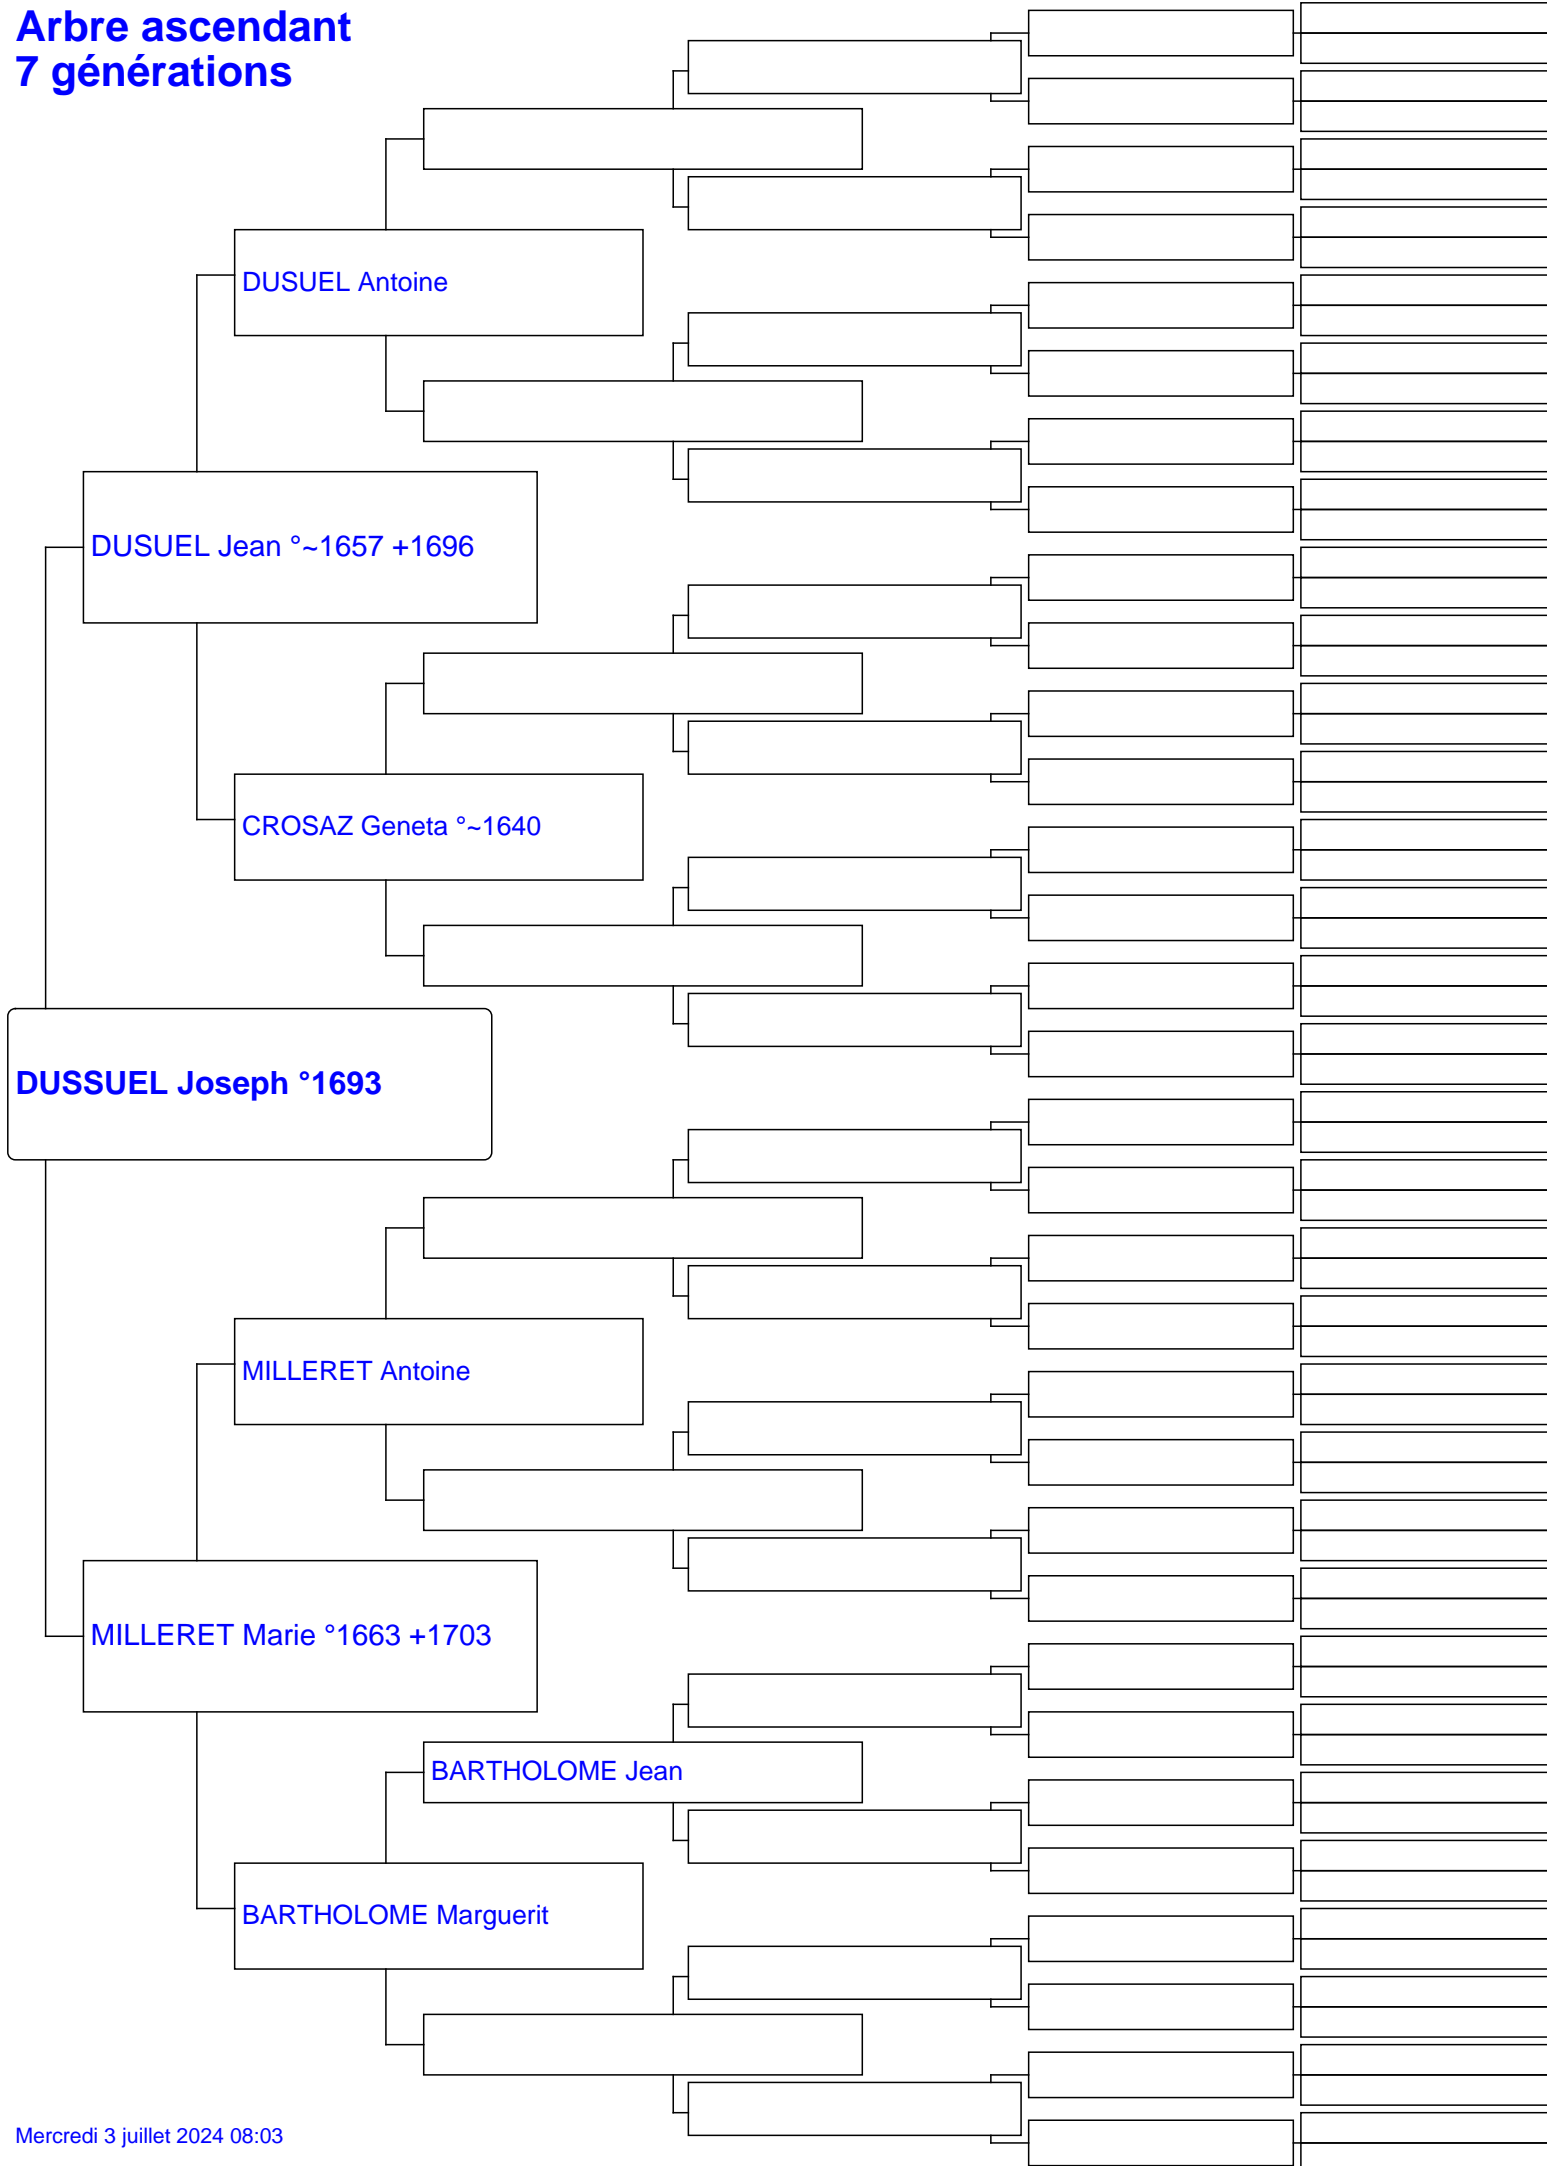 Arbre ascendant
7 générations
DUSUEL Antoine
DUSUEL Jean °~1657 +1696
CROSAZ Geneta °~1640
DUSSUEL Joseph °1693
MILLERET Antoine
MILLERET Marie °1663 +1703
BARTHOLOME Jean
BARTHOLOME Marguerit
Mercredi 3 juillet 2024 08:03